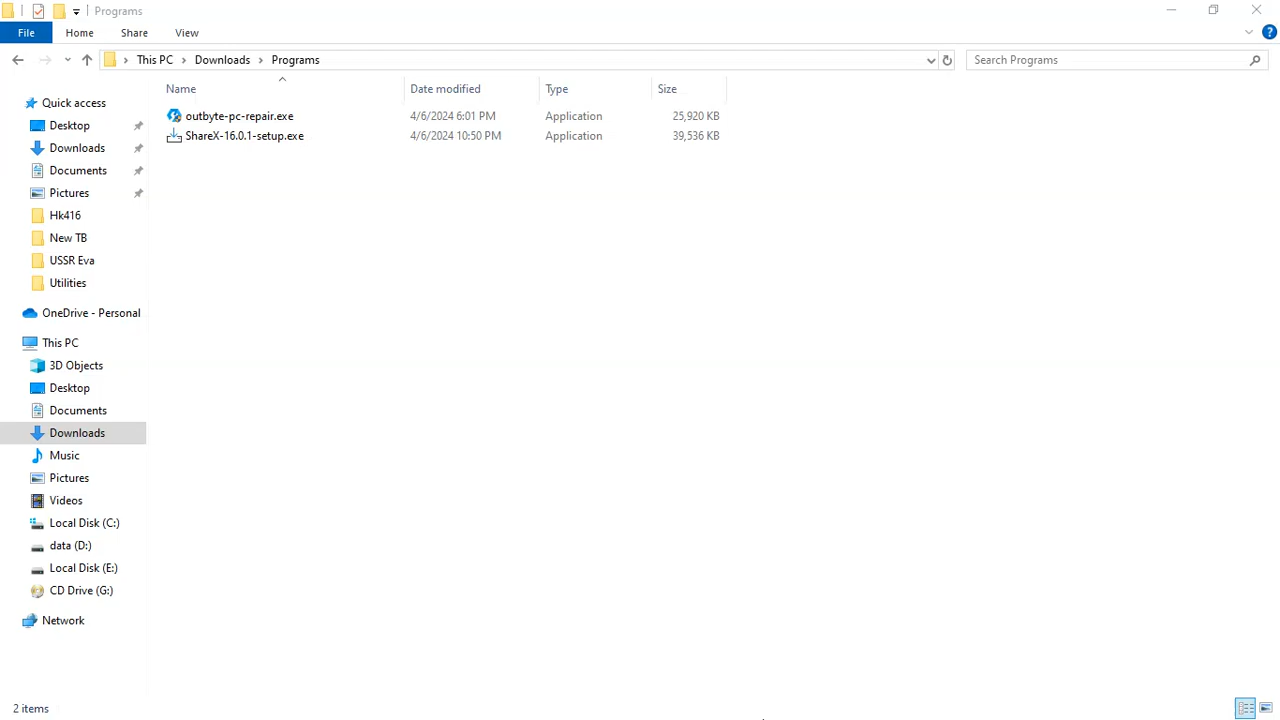 Programs
File Home Share View
This PC Downloads Programs Search Programs
Name Date modified Type Size
outbyte-pc-repair.exe 4/6/2024 6:01 PM Application 25,920 KB
ShareX-16.0.1-setup.exe 4/6/2024 10:50 PM Application 39,536 KB
Quick access
Desktop
Downloads
Documents
Pictures
Hk416
New TB
USSR Eva
Utilities
OneDrive - Personal
This PC
3D Objects
Desktop
Documents
Downloads
Music
Pictures
Videos
Local Disk (C:)
data (D:)
Local Disk (E:)
CD Drive (G:)
Network
2 items